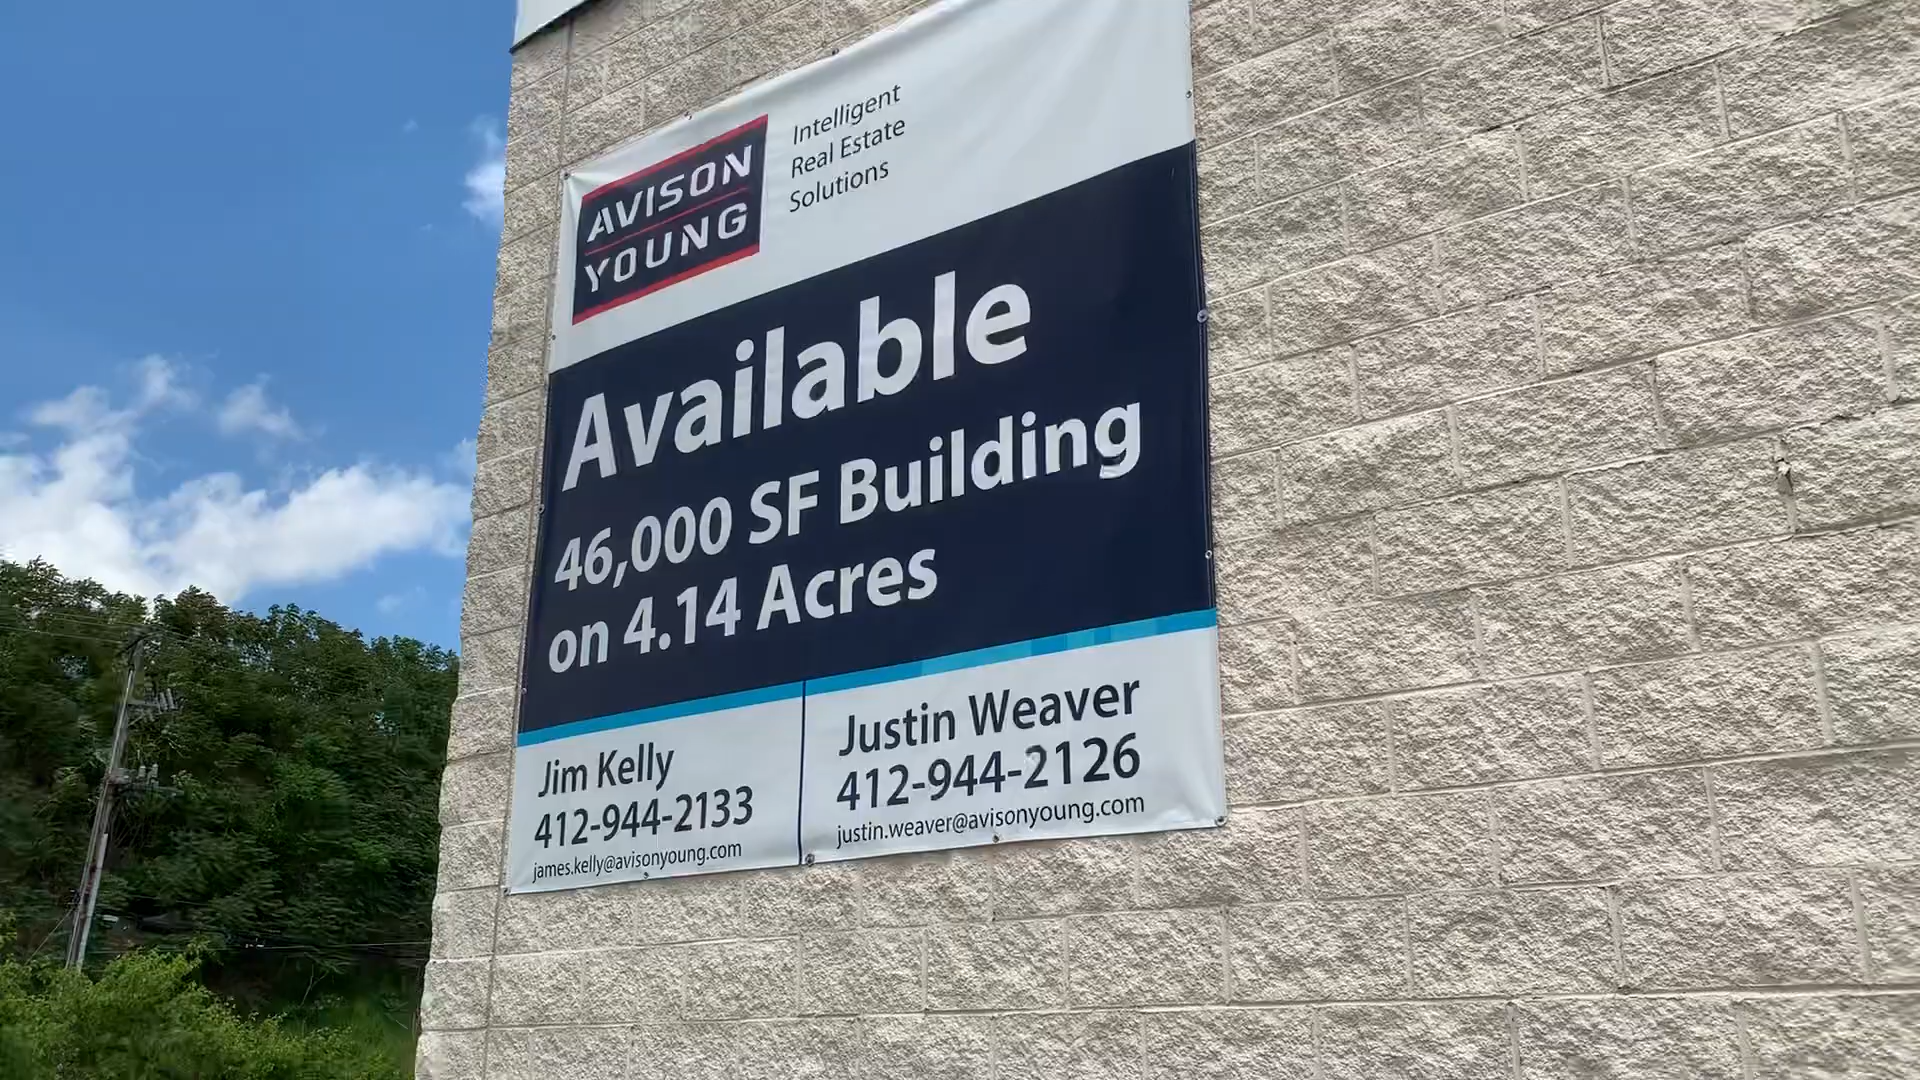 AVISON
YOUNG
Intelligent
Real Estate
Solutions
Available
46,000 SF Building
on 4.14 Acres
Jim Kelly
412-944-2133
james.kelly@avisonyoung.com
Justin Weaver
412-944-2126
justin.weaver@avisonyoung.com